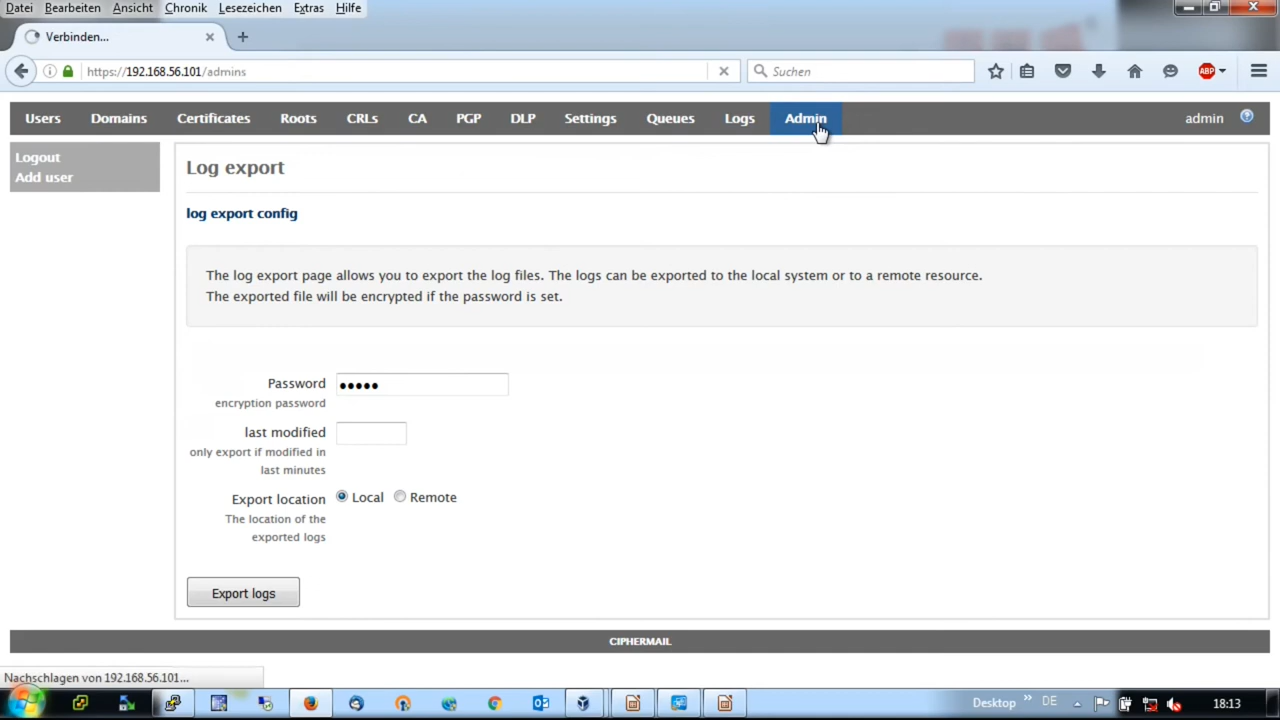 Datei Bearbeiten Ansicht Chronik Lesezeichen Extras Hilfe
Verbinden...
https://192.168.56.101/admins
Suchen
ABP
Users Domains Certificates Roots CRLs CA PGP DLP Settings Queues Logs Admin admin
Logout
Add user
Log export
log export config
The log export page allows you to export the log files. The logs can be exported to the local system or to a remote resource.
The exported file will be encrypted if the password is set.
Password
encryption password
last modified
only export if modified in
last minutes
Export location Local Remote
The location of the
exported logs
Export logs
CIPHERMAIL
Nachschlagen von 192.168.56.101...
Desktop » DE 18:13